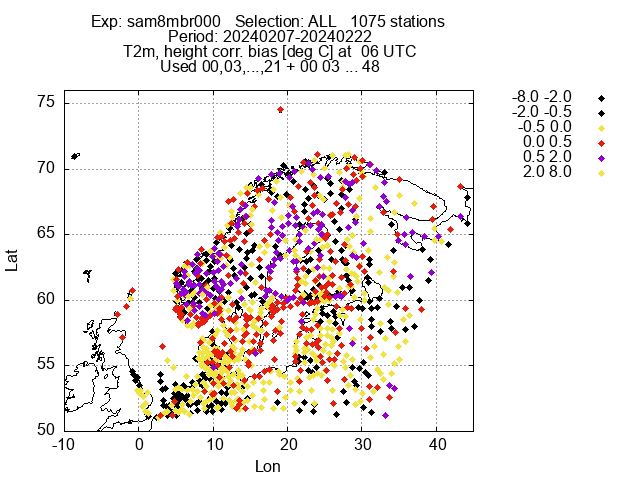 Exp: sam8mbr000 Selection: ALL 1075 stations
Period: 20240207-20240222
T2m, height corr. bias [deg C] at 06 UTC
Used 00,03,...,21 + 00 03 ... 48
-8.0 -2.0
-2.0 -0.5
-0.5 0.0
0.0 0.5
0.5 2.0
2.0 8.0
75
70
65
60
55
50
Lat
-10 0 10 20 30 40
Lon